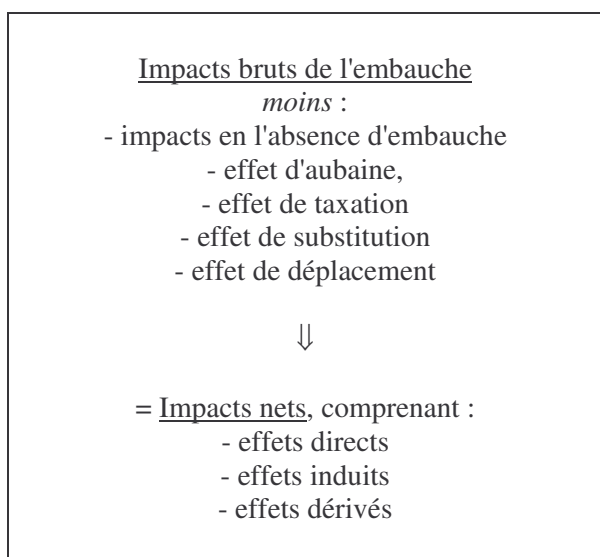 Impacts bruts de l'embauche
moins :
- impacts en l'absence d'embauche
- effet d'aubaine,
- effet de taxation
- effet de substitution
- effet de déplacement
⇓
= Impacts nets, comprenant :
- effets directs
- effets induits
- effets dérivés